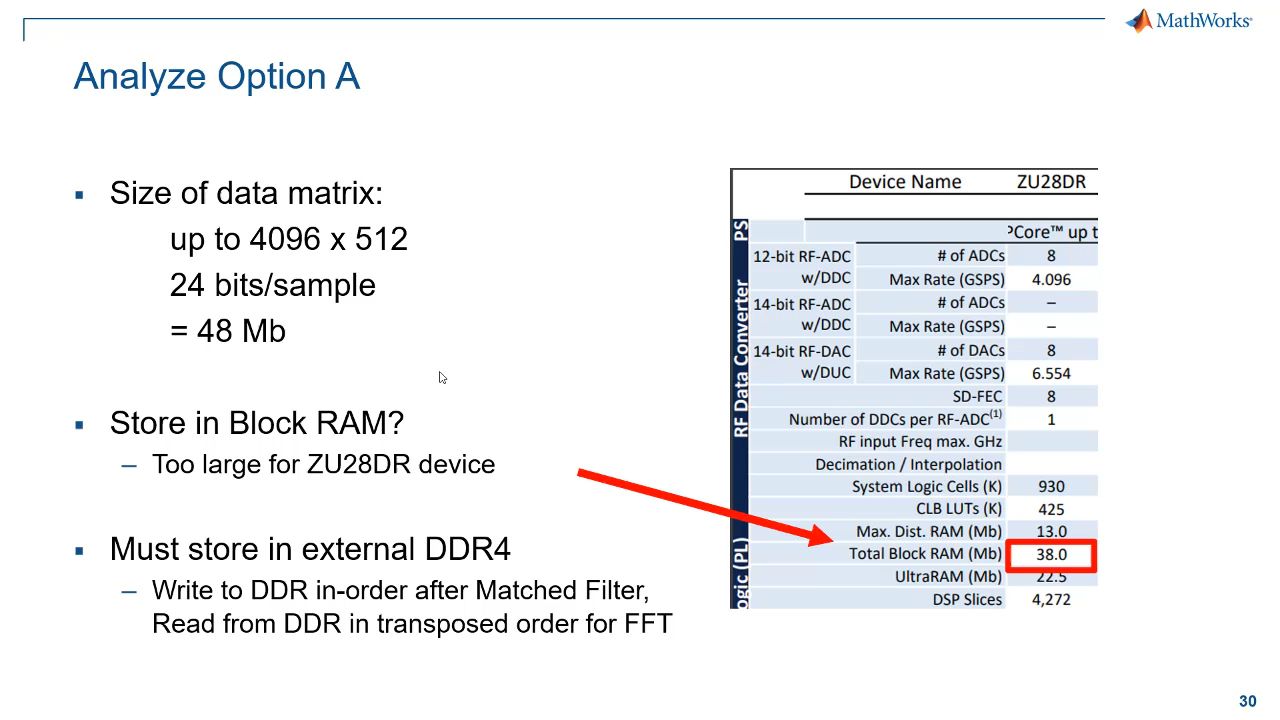 MathWorks®
Analyze Option A
▪ Size of data matrix:
up to 4096 x 512
24 bits/sample
= 48 Mb
▪ Store in Block RAM?
– Too large for ZU28DR device
▪ Must store in external DDR4
– Write to DDR in-order after Matched Filter,
Read from DDR in transposed order for FFT
Device Name ZU28DR
PS
PCore™ up t
RF Data Converter
12-bit RF-ADC # of ADCs 8
w/DDC Max Rate (GSPS) 4.096
14-bit RF-ADC # of ADCs –
w/DDC Max Rate (GSPS) –
14-bit RF-DAC # of DACs 8
w/DUC Max Rate (GSPS) 6.554
SD-FEC 8
Number of DDCs per RF-ADC(1) 1
RF input Freq max. GHz
Decimation / Interpolation
ogic (PL)
System Logic Cells (K) 930
CLB LUTs (K) 425
Max. Dist. RAM (Mb) 13.0
Total Block RAM (Mb) 38.0
UltraRAM (Mb) 22.5
DSP Slices 4,272
30